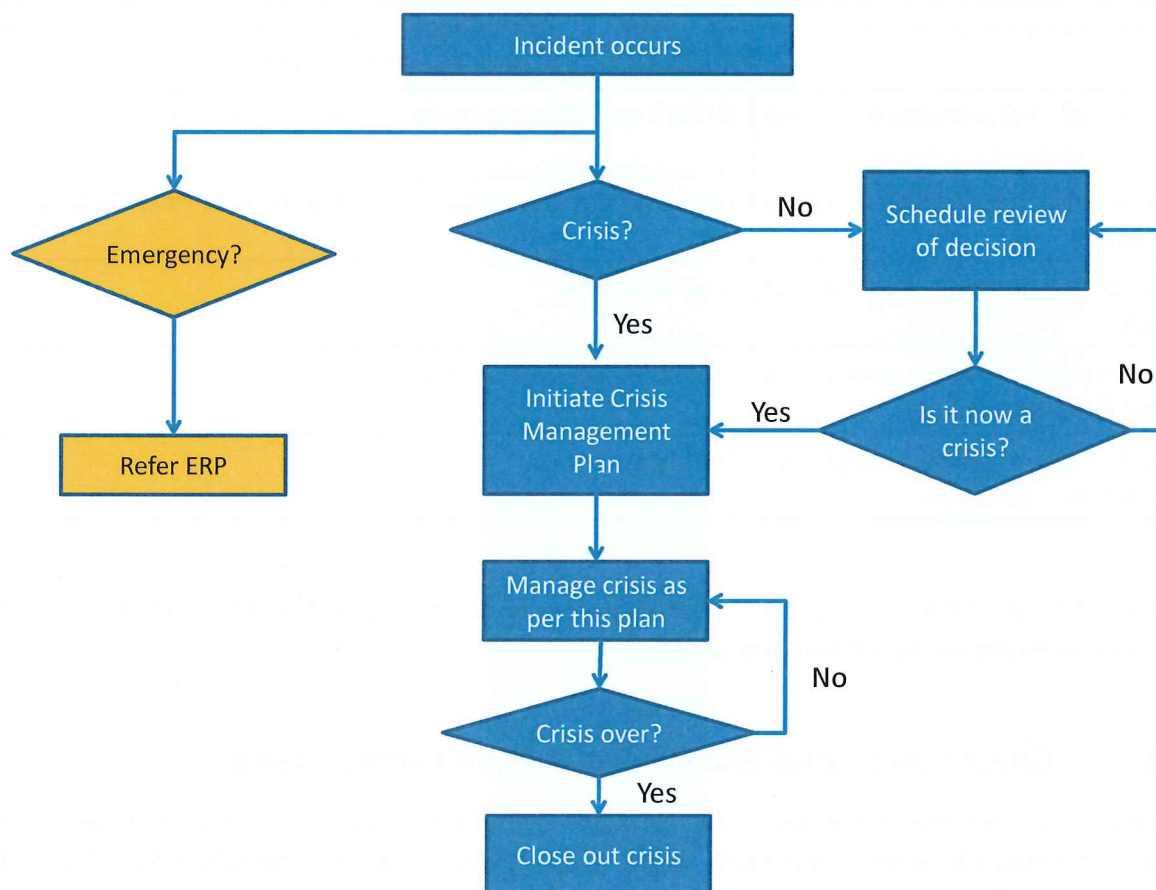 Incident occurs
Crisis?
No
Schedule review
of decision
Emergency?
Yes
Initiate Crisis
Management
Plan
Yes
Is it now a
crisis?
No
Refer ERP
Manage crisis as
per this plan
No
Crisis over?
Yes
Close out crisis